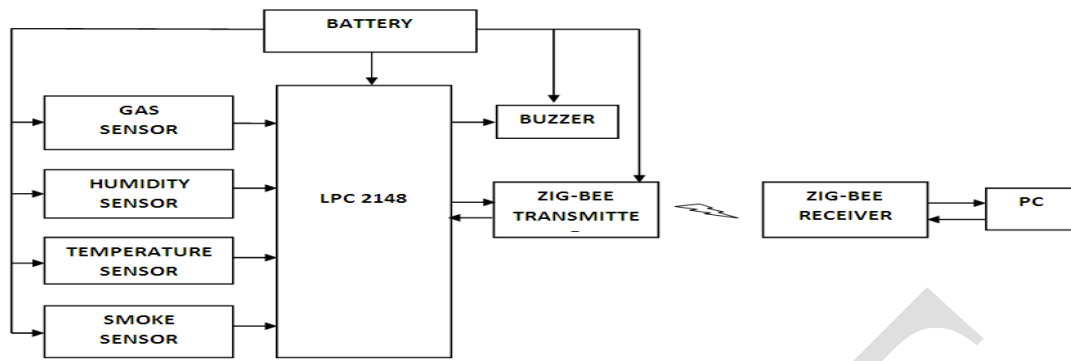 BATTERY
GAS
SENSOR
BUZZER
HUMIDITY
SENSOR
LPC 2148
ZIG-BEE
TRANSMITTE
ZIG-BEE
RECEIVER
PC
TEMPERATURE
SENSOR
SMOKE
SENSOR